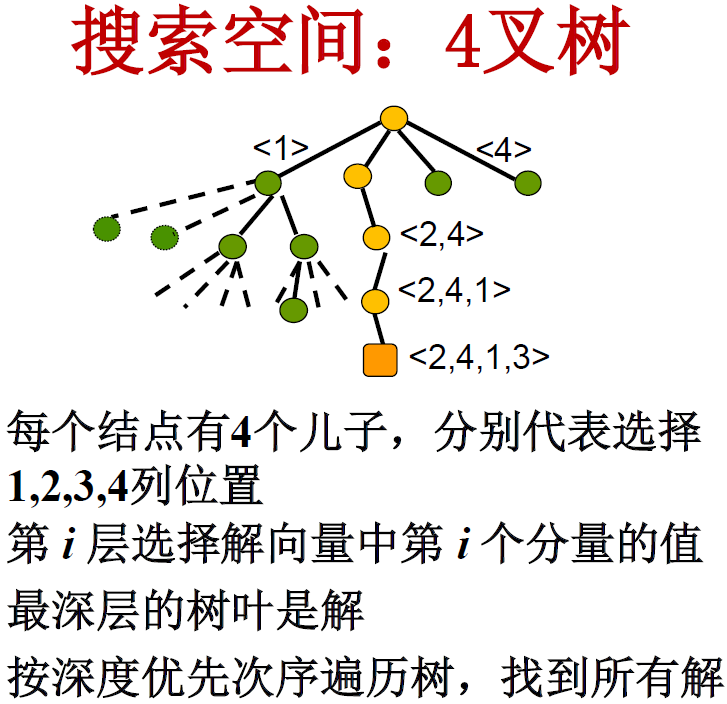 搜索空间：4叉树
<1>
<4>
<2,4>
<2,4,1>
<2,4,1,3>
每个结点有4个儿子，分别代表选择
1,2,3,4列位置
第 i 层选择解向量中第 i 个分量的值
最深层的树叶是解
按深度优先次序遍历树，找到所有解